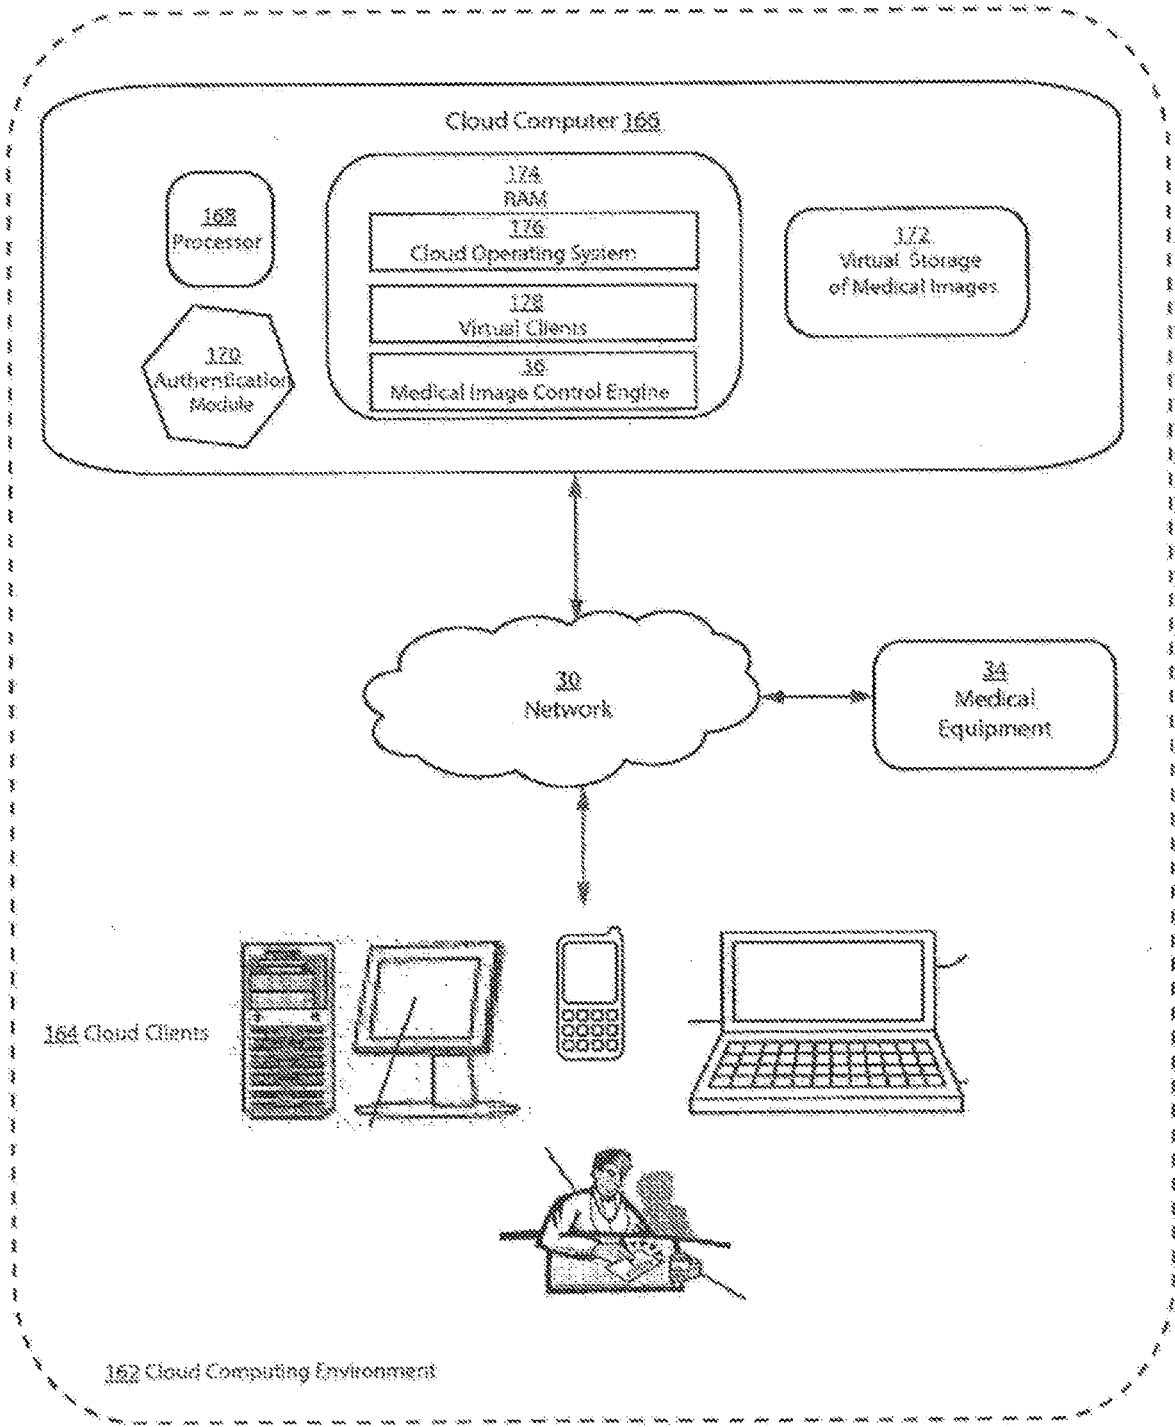 Cloud Computer 166
174
RAM
168
Processor
176
Cloud Operating System
172
Virtual Storage
of Medical Images
178
Virtual Clients
170
Authentication
Module
36
Medical Image Control Engine
30
Network
34
Medical
Equipment
164 Cloud Clients
162 Cloud Computing Environment